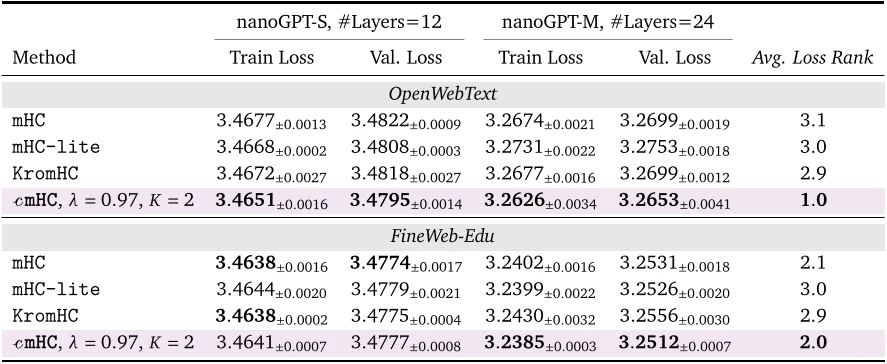 nanoGPT-S, #Layers=12 nanoGPT-M, #Layers=24
Method Train Loss Val. Loss Train Loss Val. Loss Avg. Loss Rank
OpenWebText
mHC 3.4677±0.0013 3.4822±0.0009 3.2674±0.0021 3.2699±0.0019 3.1
mHC-lite 3.4668±0.0002 3.4808±0.0003 3.2731±0.0022 3.2753±0.0018 3.0
KromHC 3.4672±0.0027 3.4818±0.0027 3.2677±0.0016 3.2699±0.0012 2.9
𝒸mHC, λ = 0.97, K = 2 3.4651±0.0016 3.4795±0.0014 3.2626±0.0034 3.2653±0.0041 1.0
FineWeb-Edu
mHC 3.4638±0.0016 3.4774±0.0017 3.2402±0.0016 3.2531±0.0018 2.1
mHC-lite 3.4644±0.0020 3.4779±0.0021 3.2399±0.0022 3.2526±0.0020 3.0
KromHC 3.4638±0.0002 3.4775±0.0004 3.2430±0.0032 3.2556±0.0030 2.9
𝒸mHC, λ = 0.97, K = 2 3.4641±0.0007 3.4777±0.0008 3.2385±0.0003 3.2512±0.0007 2.0